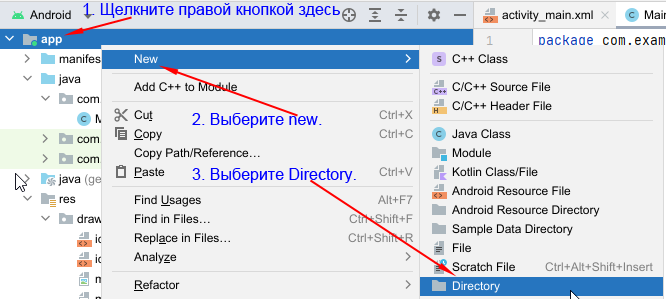 Android
1. Щелкните правой кнопкой здесь
activity_main.xml
Main
app
1
package com.exam
manifes
java
com.
M
com
com.
java (ge
res
draw
ic
ic
New
Add C++ to Module
Cut Ctrl+X
2. Выберите new.
Copy Ctrl+C
Copy Path/Reference...
Paste Ctrl+V
3. Выберите Directory.
Find Usages Alt+F7
Find in Files... Ctrl+Shift+F
Replace in Files... Ctrl+Shift+R
Analyze
Refactor
C++ Class
C/C++ Source File
C/C++ Header File
Java Class
Module
Kotlin Class/File
Android Resource File
Android Resource Directory
Sample Data Directory
File
Scratch File Ctrl+Alt+Shift+Insert
Directory